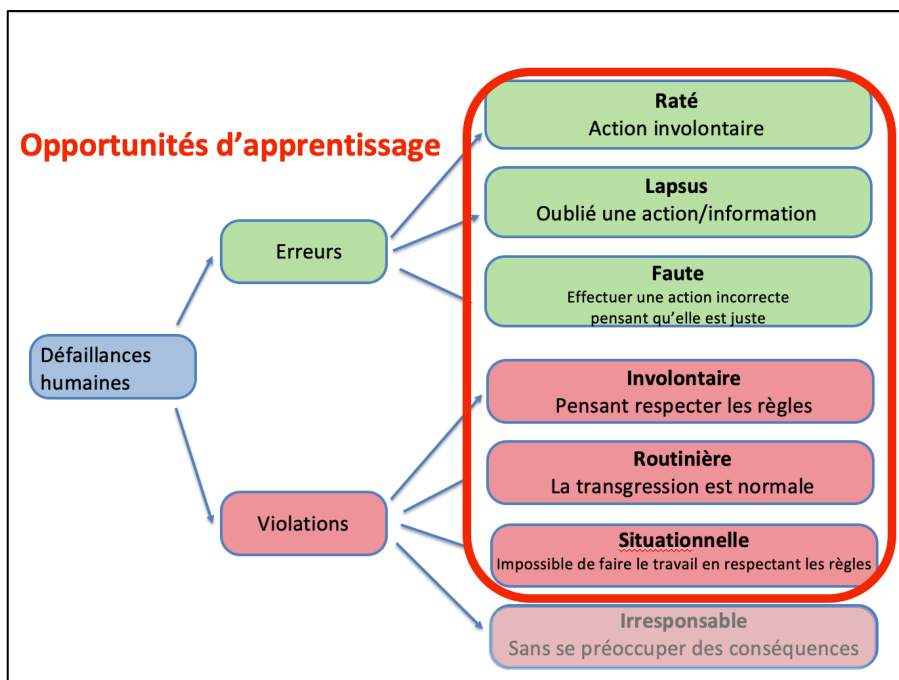 Opportunités d’apprentissage
Défaillances
humaines
Erreurs
Raté
Action involontaire
Lapsus
Oublié une action/information
Faute
Effectuer une action incorrecte
pensant qu’elle est juste
Violations
Involontaire
Pensant respecter les règles
Routinière
La transgression est normale
Situationnelle
Impossible de faire le travail en respectant les règles
Irresponsable
Sans se préoccuper des conséquences